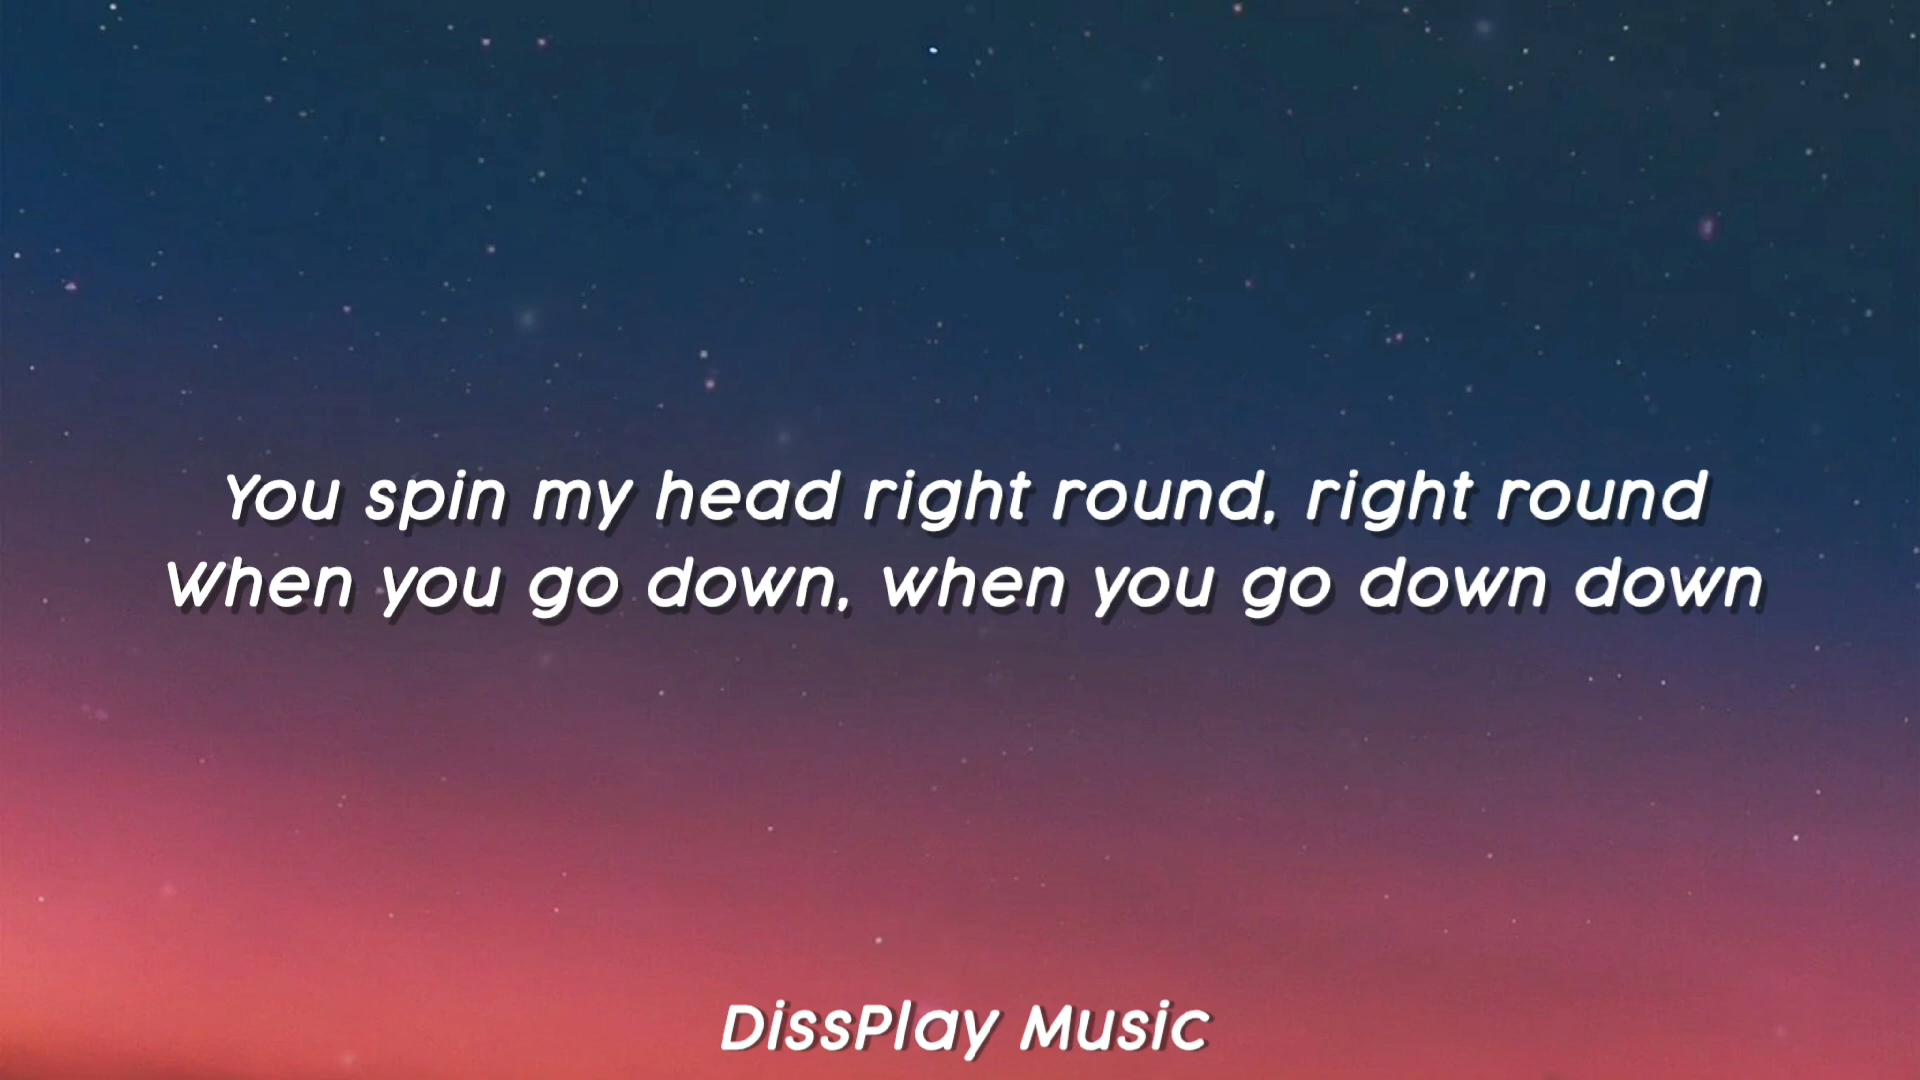 You spin my head right round, right round
When you go down, when you go down down
DissPlay Music